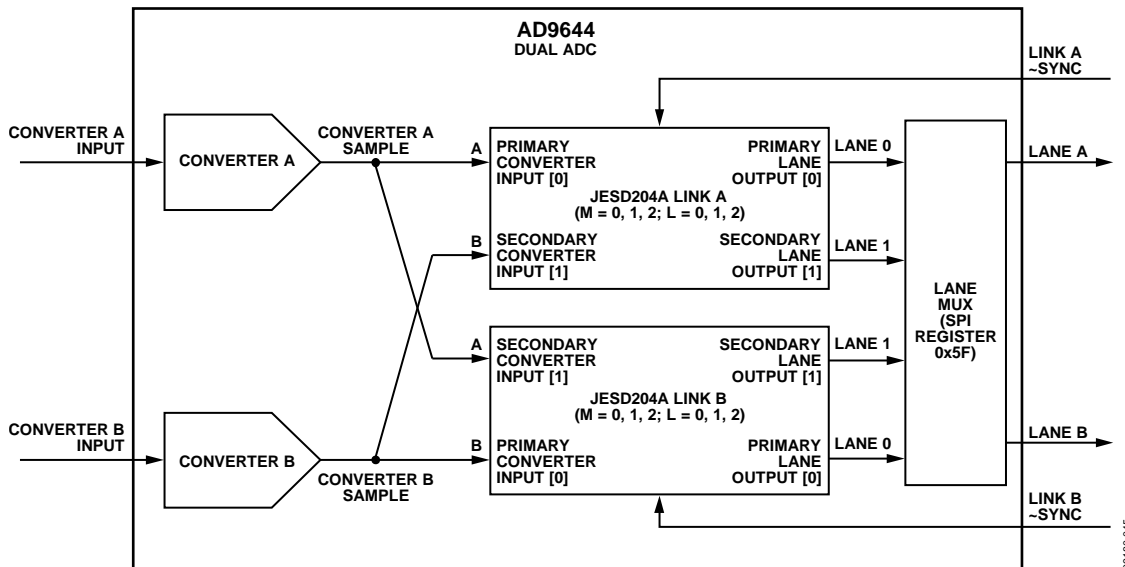 AD9644
DUAL ADC
LINK A
~SYNC
CONVERTER A
INPUT
CONVERTER A
CONVERTER A
SAMPLE
A
PRIMARY
CONVERTER
INPUT [0]
PRIMARY
LANE
OUTPUT [0]
LANE 0
JESD204A LINK A
(M = 0, 1, 2; L = 0, 1, 2)
B
SECONDARY
CONVERTER
INPUT [1]
SECONDARY
LANE
OUTPUT [1]
LANE 1
LANE A
LANE
MUX
(SPI
REGISTER
0x5F)
A
SECONDARY
CONVERTER
INPUT [1]
SECONDARY
LANE
OUTPUT [1]
LANE 1
JESD204A LINK B
(M = 0, 1, 2; L = 0, 1, 2)
CONVERTER B
INPUT
CONVERTER B
CONVERTER B
SAMPLE
B
PRIMARY
CONVERTER
INPUT [0]
PRIMARY
LANE
OUTPUT [0]
LANE 0
LANE B
LINK B
~SYNC